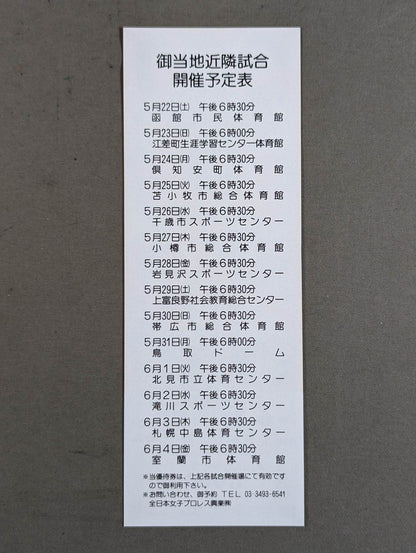 御当地近隣試合
開催予定表
5月22日㈯ 午後6時30分
函館市民体育館
5月23日㈰ 午後6時00分
江差町生涯学習センター体育館
5月24日㈪ 午後6時30分
倶知安町体育館
5月25日㈫ 午後6時30分
苫小牧市総合体育館
5月26日㈬ 午後6時30分
千歳市スポーツセンター
5月27日㈭ 午後6時30分
小樽市総合体育館
5月28日㈮ 午後6時30分
岩見沢スポーツセンター
5月29日㈯ 午後6時30分
上富良野社会教育総合センター
5月30日㈰ 午後6時30分
帯広市総合体育館
5月31日㈪ 午後6時00分
鳥取ドーム
6月1日㈫ 午後6時30分
北見市立体育センター
6月2日㈬ 午後6時30分
滝川スポーツセンター
6月3日㈭ 午後6時30分
札幌中島体育センター
6月4日㈮ 午後6時30分
室蘭市体育館
※当優待券は、上記各試合開催場にて有効です
ので御利用下さい。
※お問い合わせ、御予約 TEL 03 3493-6541
全日本女子プロレス興業㈱